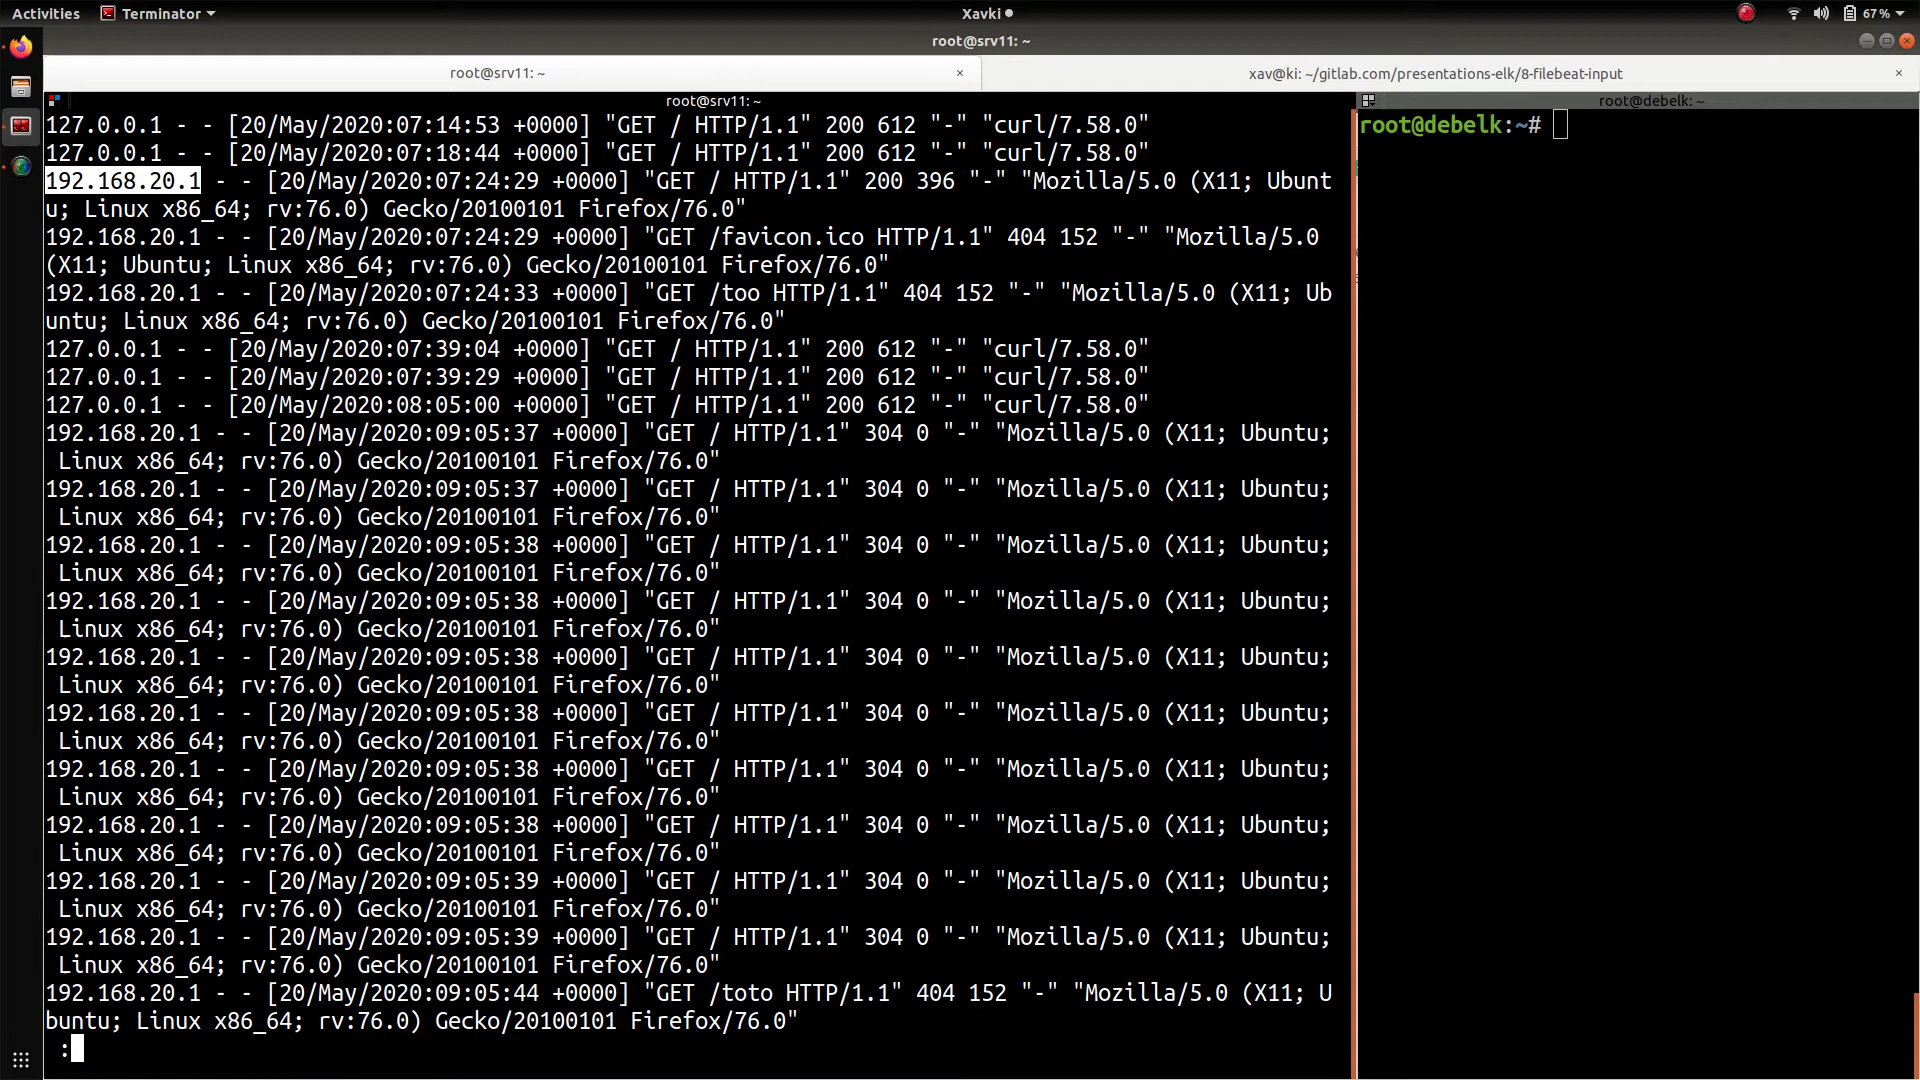 Activities Terminator Xavki 67 %
root@srv11: ~
root@srv11: ~ × xav@ki: ~/gitlab.com/presentations-elk/8-filebeat-input ×
root@srv11: ~
127.0.0.1 - - [20/May/2020:07:14:53 +0000] "GET / HTTP/1.1" 200 612 "-" "curl/7.58.0"
127.0.0.1 - - [20/May/2020:07:18:44 +0000] "GET / HTTP/1.1" 200 612 "-" "curl/7.58.0"
192.168.20.1 - - [20/May/2020:07:24:29 +0000] "GET / HTTP/1.1" 200 396 "-" "Mozilla/5.0 (X11; Ubunt
u; Linux x86_64; rv:76.0) Gecko/20100101 Firefox/76.0"
192.168.20.1 - - [20/May/2020:07:24:29 +0000] "GET /favicon.ico HTTP/1.1" 404 152 "-" "Mozilla/5.0
(X11; Ubuntu; Linux x86_64; rv:76.0) Gecko/20100101 Firefox/76.0"
192.168.20.1 - - [20/May/2020:07:24:33 +0000] "GET /too HTTP/1.1" 404 152 "-" "Mozilla/5.0 (X11; Ub
untu; Linux x86_64; rv:76.0) Gecko/20100101 Firefox/76.0"
127.0.0.1 - - [20/May/2020:07:39:04 +0000] "GET / HTTP/1.1" 200 612 "-" "curl/7.58.0"
127.0.0.1 - - [20/May/2020:07:39:29 +0000] "GET / HTTP/1.1" 200 612 "-" "curl/7.58.0"
127.0.0.1 - - [20/May/2020:08:05:00 +0000] "GET / HTTP/1.1" 200 612 "-" "curl/7.58.0"
192.168.20.1 - - [20/May/2020:09:05:37 +0000] "GET / HTTP/1.1" 304 0 "-" "Mozilla/5.0 (X11; Ubuntu;
Linux x86_64; rv:76.0) Gecko/20100101 Firefox/76.0"
192.168.20.1 - - [20/May/2020:09:05:37 +0000] "GET / HTTP/1.1" 304 0 "-" "Mozilla/5.0 (X11; Ubuntu;
Linux x86_64; rv:76.0) Gecko/20100101 Firefox/76.0"
192.168.20.1 - - [20/May/2020:09:05:38 +0000] "GET / HTTP/1.1" 304 0 "-" "Mozilla/5.0 (X11; Ubuntu;
Linux x86_64; rv:76.0) Gecko/20100101 Firefox/76.0"
192.168.20.1 - - [20/May/2020:09:05:38 +0000] "GET / HTTP/1.1" 304 0 "-" "Mozilla/5.0 (X11; Ubuntu;
Linux x86_64; rv:76.0) Gecko/20100101 Firefox/76.0"
192.168.20.1 - - [20/May/2020:09:05:38 +0000] "GET / HTTP/1.1" 304 0 "-" "Mozilla/5.0 (X11; Ubuntu;
Linux x86_64; rv:76.0) Gecko/20100101 Firefox/76.0"
192.168.20.1 - - [20/May/2020:09:05:38 +0000] "GET / HTTP/1.1" 304 0 "-" "Mozilla/5.0 (X11; Ubuntu;
Linux x86_64; rv:76.0) Gecko/20100101 Firefox/76.0"
192.168.20.1 - - [20/May/2020:09:05:38 +0000] "GET / HTTP/1.1" 304 0 "-" "Mozilla/5.0 (X11; Ubuntu;
Linux x86_64; rv:76.0) Gecko/20100101 Firefox/76.0"
192.168.20.1 - - [20/May/2020:09:05:38 +0000] "GET / HTTP/1.1" 304 0 "-" "Mozilla/5.0 (X11; Ubuntu;
Linux x86_64; rv:76.0) Gecko/20100101 Firefox/76.0"
192.168.20.1 - - [20/May/2020:09:05:39 +0000] "GET / HTTP/1.1" 304 0 "-" "Mozilla/5.0 (X11; Ubuntu;
Linux x86_64; rv:76.0) Gecko/20100101 Firefox/76.0"
192.168.20.1 - - [20/May/2020:09:05:39 +0000] "GET / HTTP/1.1" 304 0 "-" "Mozilla/5.0 (X11; Ubuntu;
Linux x86_64; rv:76.0) Gecko/20100101 Firefox/76.0"
192.168.20.1 - - [20/May/2020:09:05:44 +0000] "GET /toto HTTP/1.1" 404 152 "-" "Mozilla/5.0 (X11; U
buntu; Linux x86_64; rv:76.0) Gecko/20100101 Firefox/76.0"
:
root@debelk: ~
root@debelk:~#